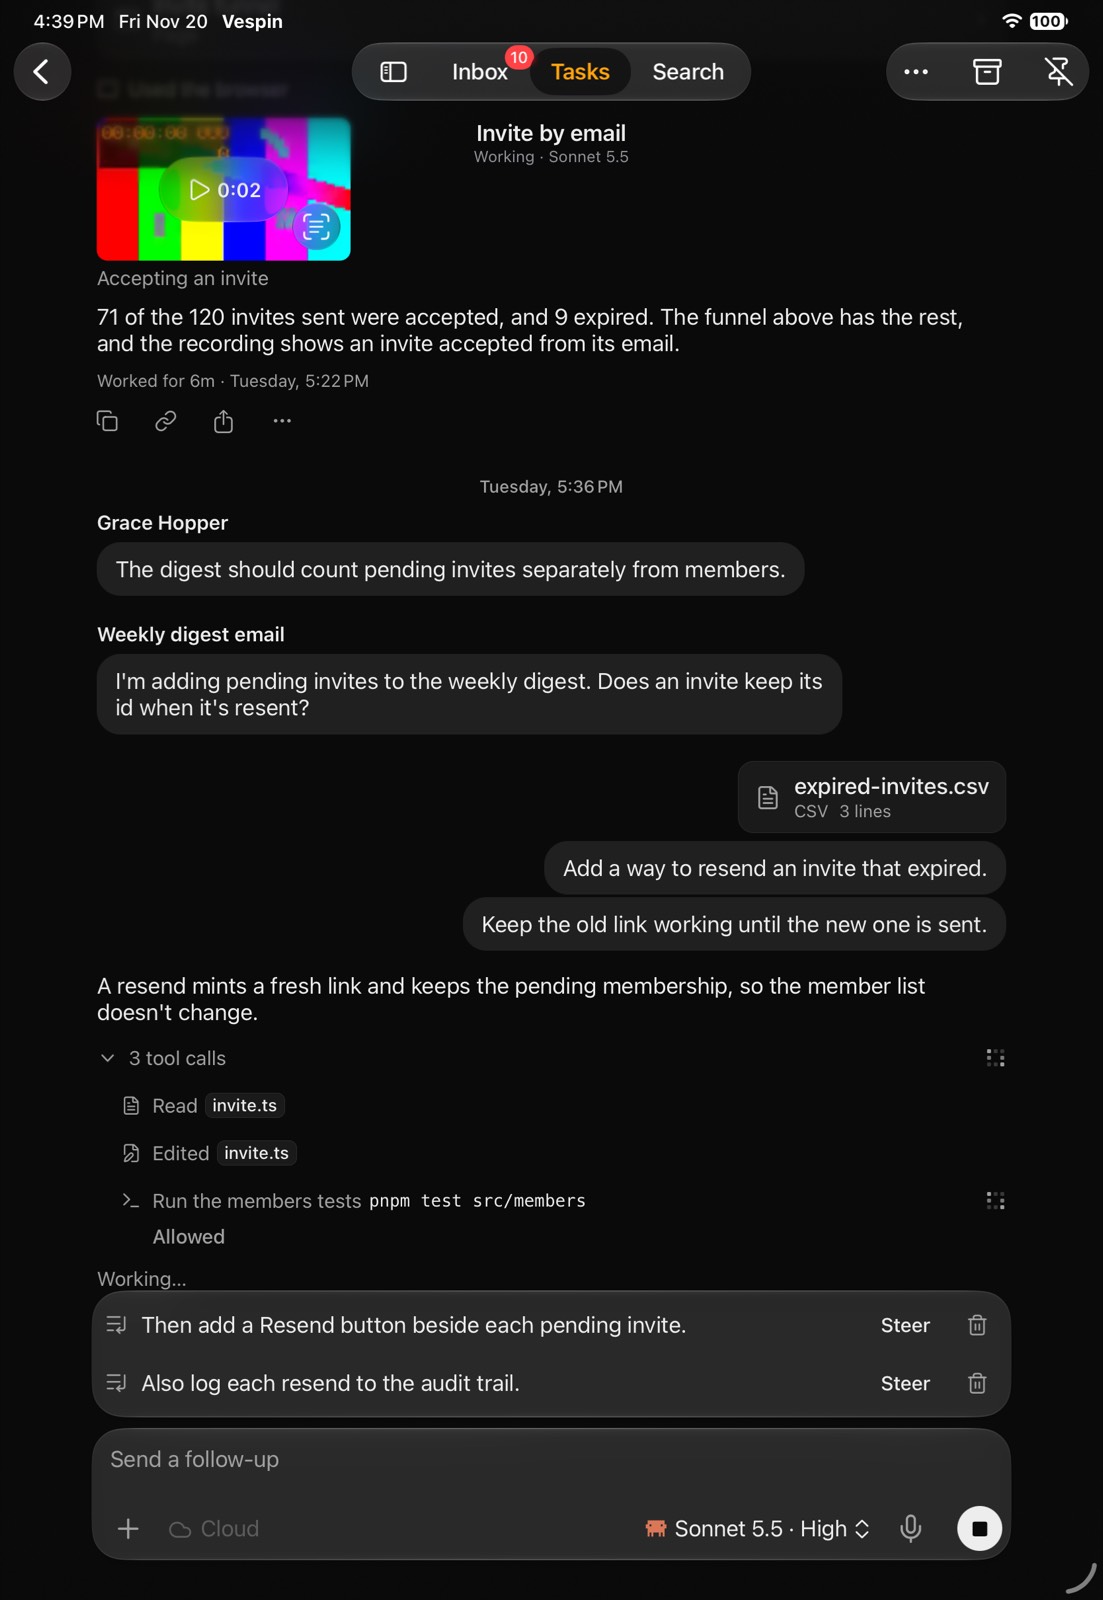 4:39 PM Fri Nov 20 Vespin
Inbox 10 Tasks Search
Used the browser
Invite by email
Working · Sonnet 5.5
0:02
Accepting an invite
71 of the 120 invites sent were accepted, and 9 expired. The funnel above has the rest,
and the recording shows an invite accepted from its email.
Worked for 6m · Tuesday, 5:22 PM
Tuesday, 5:36 PM
Grace Hopper
The digest should count pending invites separately from members.
Weekly digest email
I'm adding pending invites to the weekly digest. Does an invite keep its
id when it's resent?
expired-invites.csv
CSV 3 lines
Add a way to resend an invite that expired.
Keep the old link working until the new one is sent.
A resend mints a fresh link and keeps the pending membership, so the member list
doesn't change.
3 tool calls
Read invite.ts
Edited invite.ts
Run the members tests pnpm test src/members
Allowed
Working...
Then add a Resend button beside each pending invite. Steer
Also log each resend to the audit trail. Steer
Send a follow-up
Cloud Sonnet 5.5 · High
100